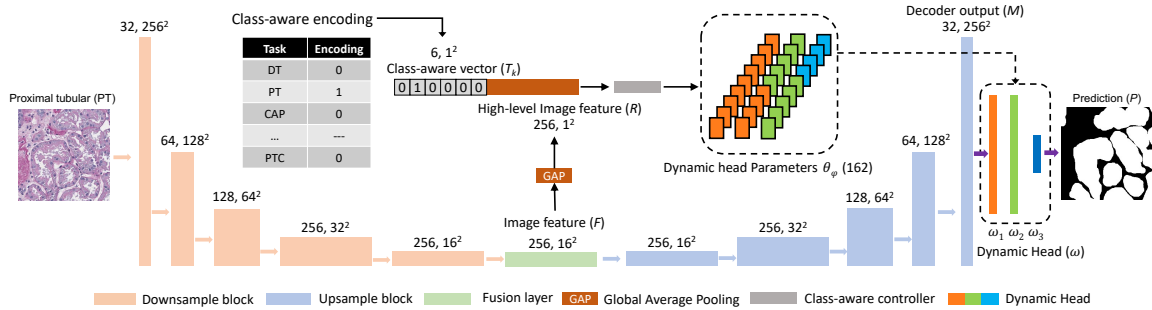 Class-aware encoding
Task Encoding
DT 0
PT 1
CAP 0
... ---
PTC 0
6, 1²
Class-aware vector (Tₖ)
0 1 0 0 0 0
High-level Image feature (R)
256, 1²
GAP
Image feature (F)
Dynamic head Parameters θᵩ (162)
Decoder output (M)
32, 256²
Proximal tubular (PT)
32, 256²
64, 128²
128, 64²
256, 32²
256, 16²
256, 16²
256, 16²
256, 32²
128, 64²
64, 128²
Prediction (P)
ω₁ ω₂ ω₃
Dynamic Head (ω)
Downsample block
Upsample block
Fusion layer
GAP Global Average Pooling
Class-aware controller
Dynamic Head